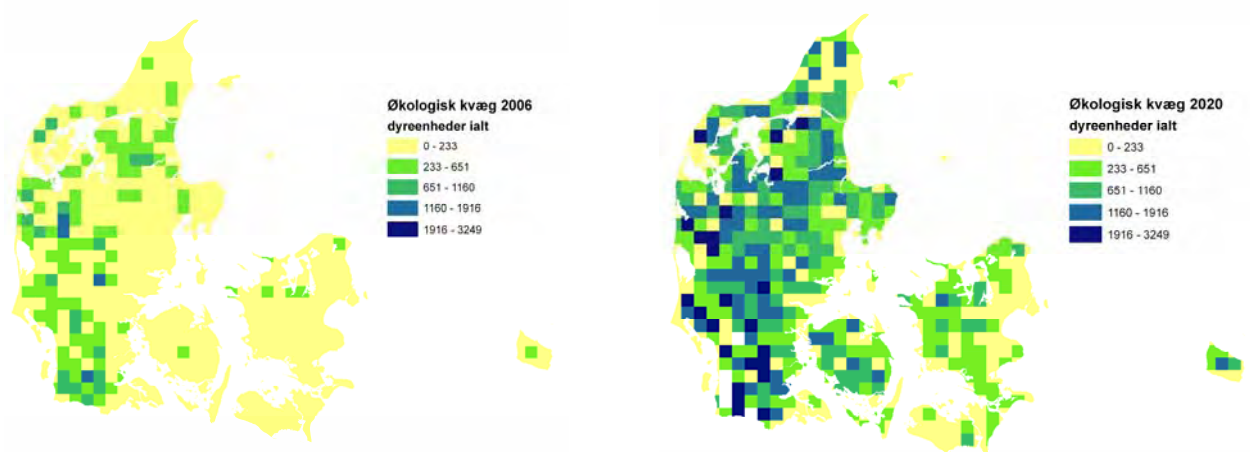 Økologisk kvæg 2006
dyreenheder ialt
0 - 233
233 - 651
651 - 1160
1160 - 1916
1916 - 3249
Økologisk kvæg 2020
dyreenheder ialt
0 - 233
233 - 651
651 - 1160
1160 - 1916
1916 - 3249